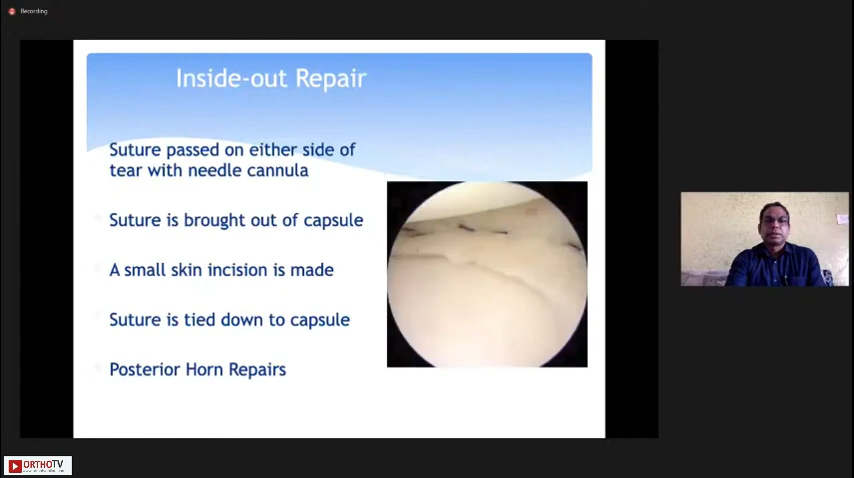 Recording
Inside-out Repair
Suture passed on either side of
tear with needle cannula
Suture is brought out of capsule
A small skin incision is made
Suture is tied down to capsule
Posterior Horn Repairs
ORTHOTV